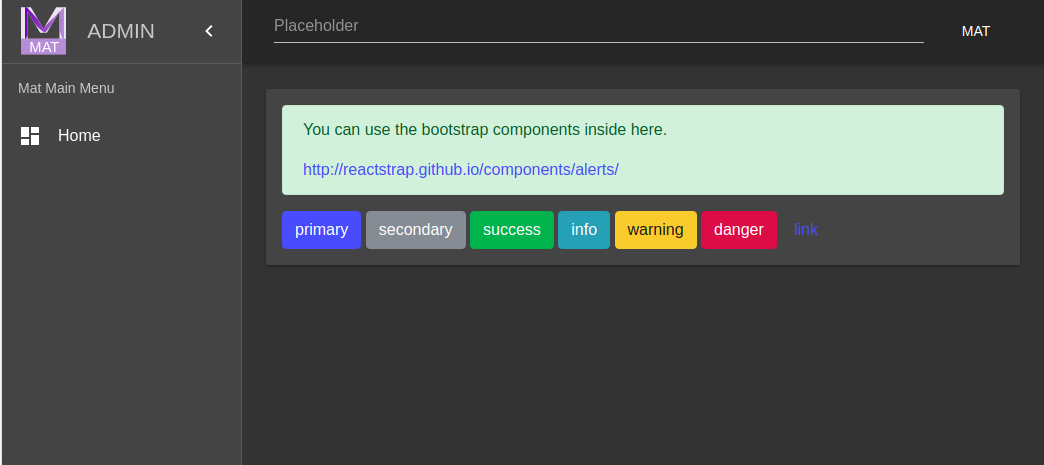 M
MAT
ADMIN
Placeholder
MAT
Mat Main Menu
Home
You can use the bootstrap components inside here.
http://reactstrap.github.io/components/alerts/
primary secondary success info warning danger link